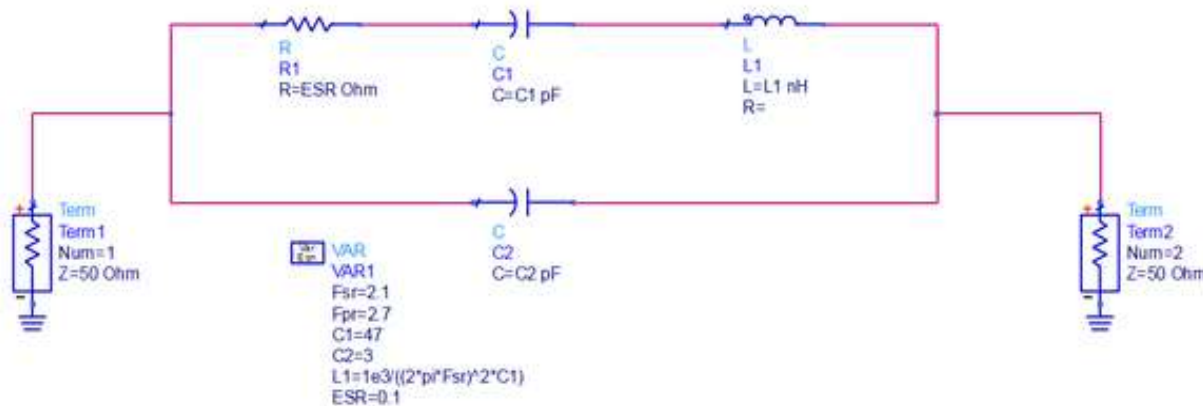 R
R1
R=ESR Ohm
C
C1
C=C1 pF
L
L1
L=L1 nH
R=
+
Term
Term1
Num=1
Z=50 Ohm
-
C
C2
C=C2 pF
Var
Eqn
VAR
VAR1
Fsr=2.1
Fpr=2.7
C1=47
C2=3
L1=1e3/((2*pi*Fsr)^2*C1)
ESR=0.1
+
Term
Term2
Num=2
Z=50 Ohm
-